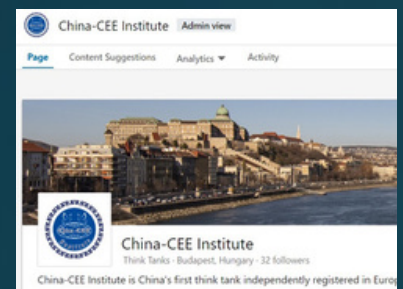 China-CEE Institute Admin view
Page Content Suggestions Analytics Activity
China-CEE Institute
Think Tanks · Budapest, Hungary · 32 followers
China-CEE Institute is China's first think tank independently registered in Europ